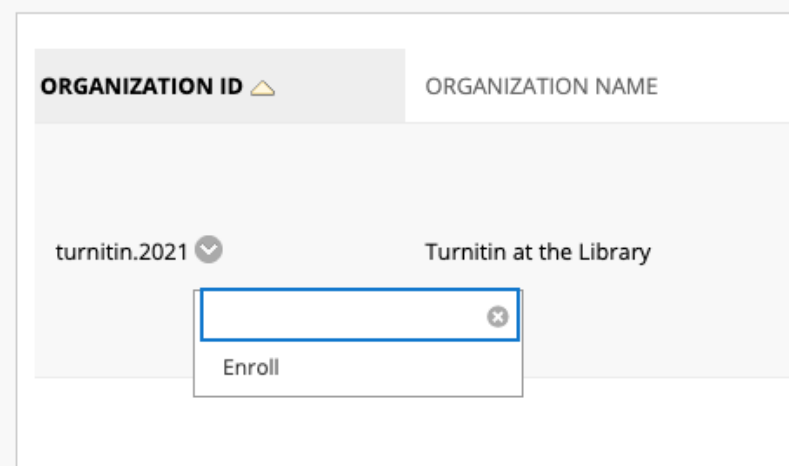 ORGANIZATION ID
ORGANIZATION NAME
turnitin.2021
Turnitin at the Library
Enroll